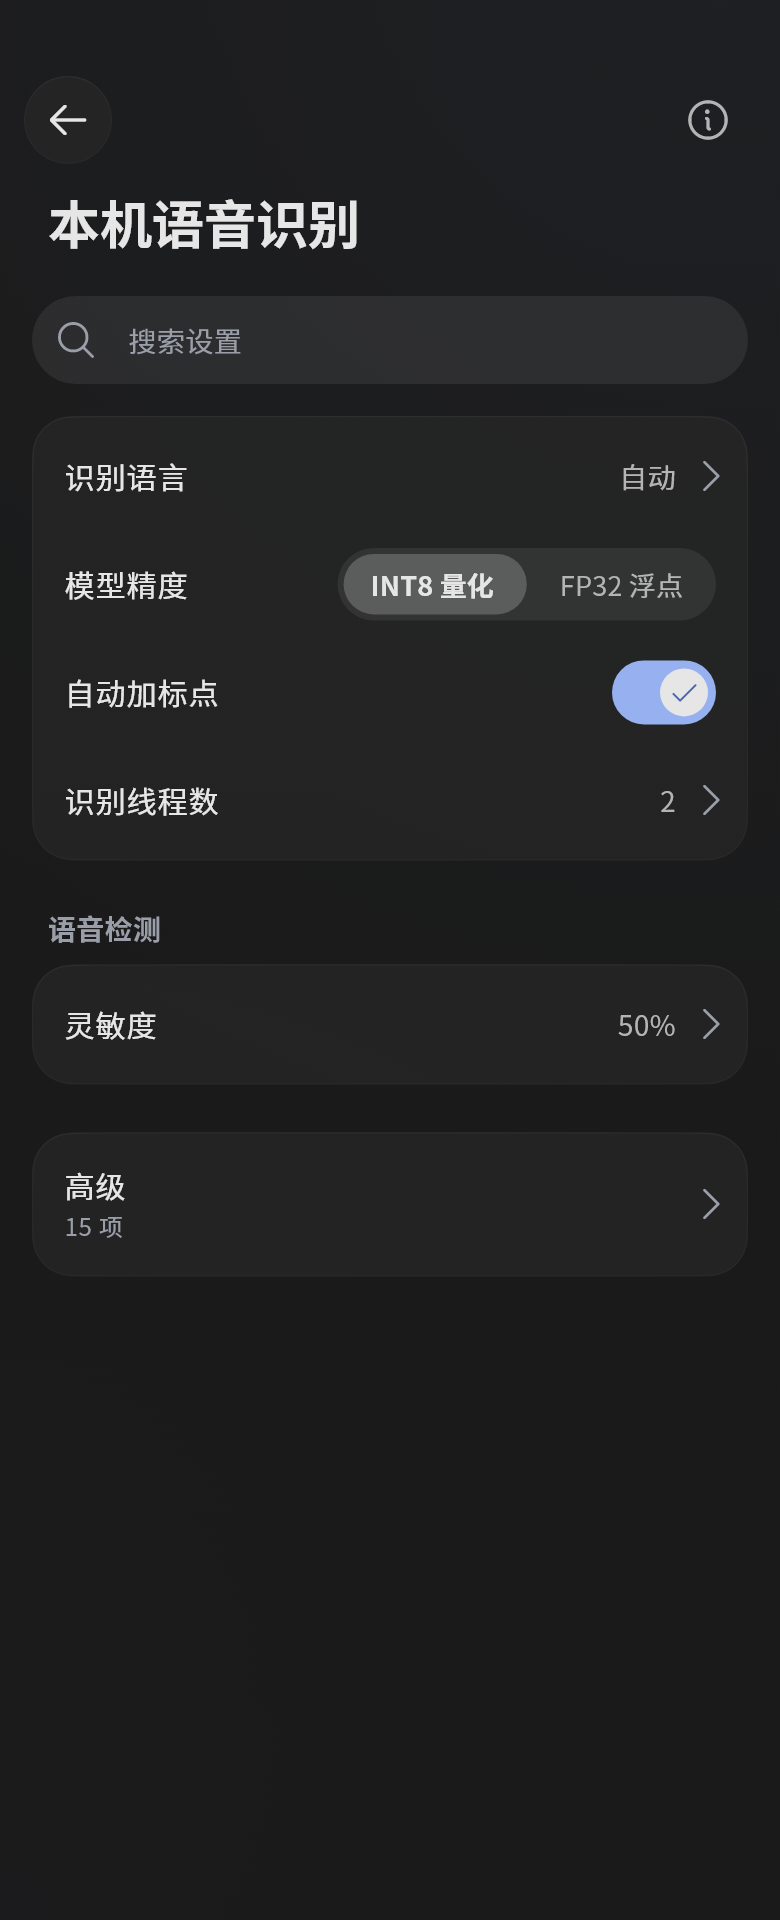 本机语音识别
搜索设置
识别语言 自动
模型精度 INT8 量化 FP32 浮点
自动加标点
识别线程数 2
语音检测
灵敏度 50%
高级
15 项